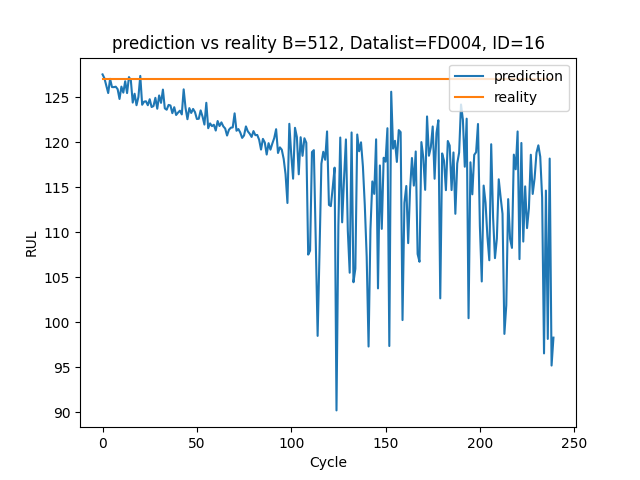 prediction vs reality B=512, Datalist=FD004, ID=16
prediction
reality
RUL
125
120
115
110
105
100
95
90
0 50 100 150 200 250
Cycle